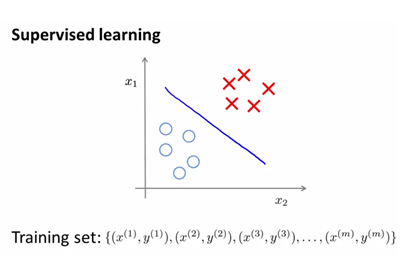 Supervised learning
x₁
x₂
Training set: {(x⁽¹⁾, y⁽¹⁾), (x⁽²⁾, y⁽²⁾), (x⁽³⁾, y⁽³⁾), . . . , (x⁽ᵐ⁾, y⁽ᵐ⁾)}